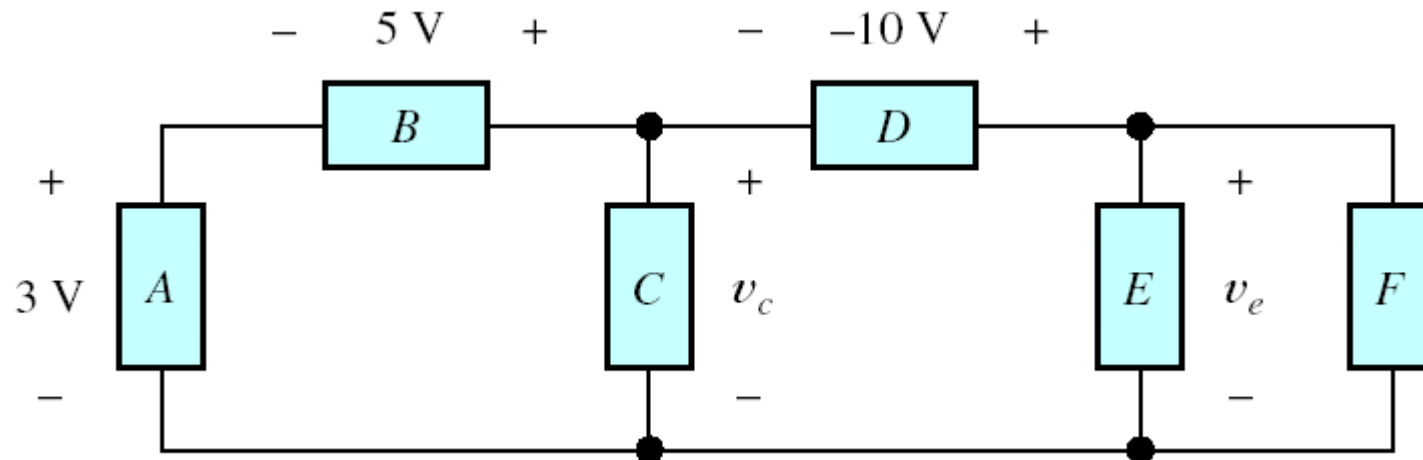 − 5 V + − −10 V +
B D
+ + +
3 V A C v_c E v_e F
− − −